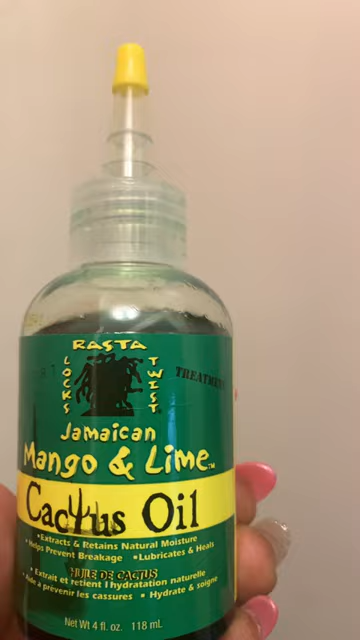 RASTA
LOCKS
TWIST
TREATMENT
Jamaican
Mango & Lime™
Cactus Oil
• Extracts & Retains Natural Moisture
• Helps Prevent Breakage • Lubricates & Heals
HUILE DE CACTUS
• Extrait et retient l'hydratation naturelle
• Aide à prévenir les cassures • Hydrate & soigne
Net Wt 4 fl. oz. 118 mL